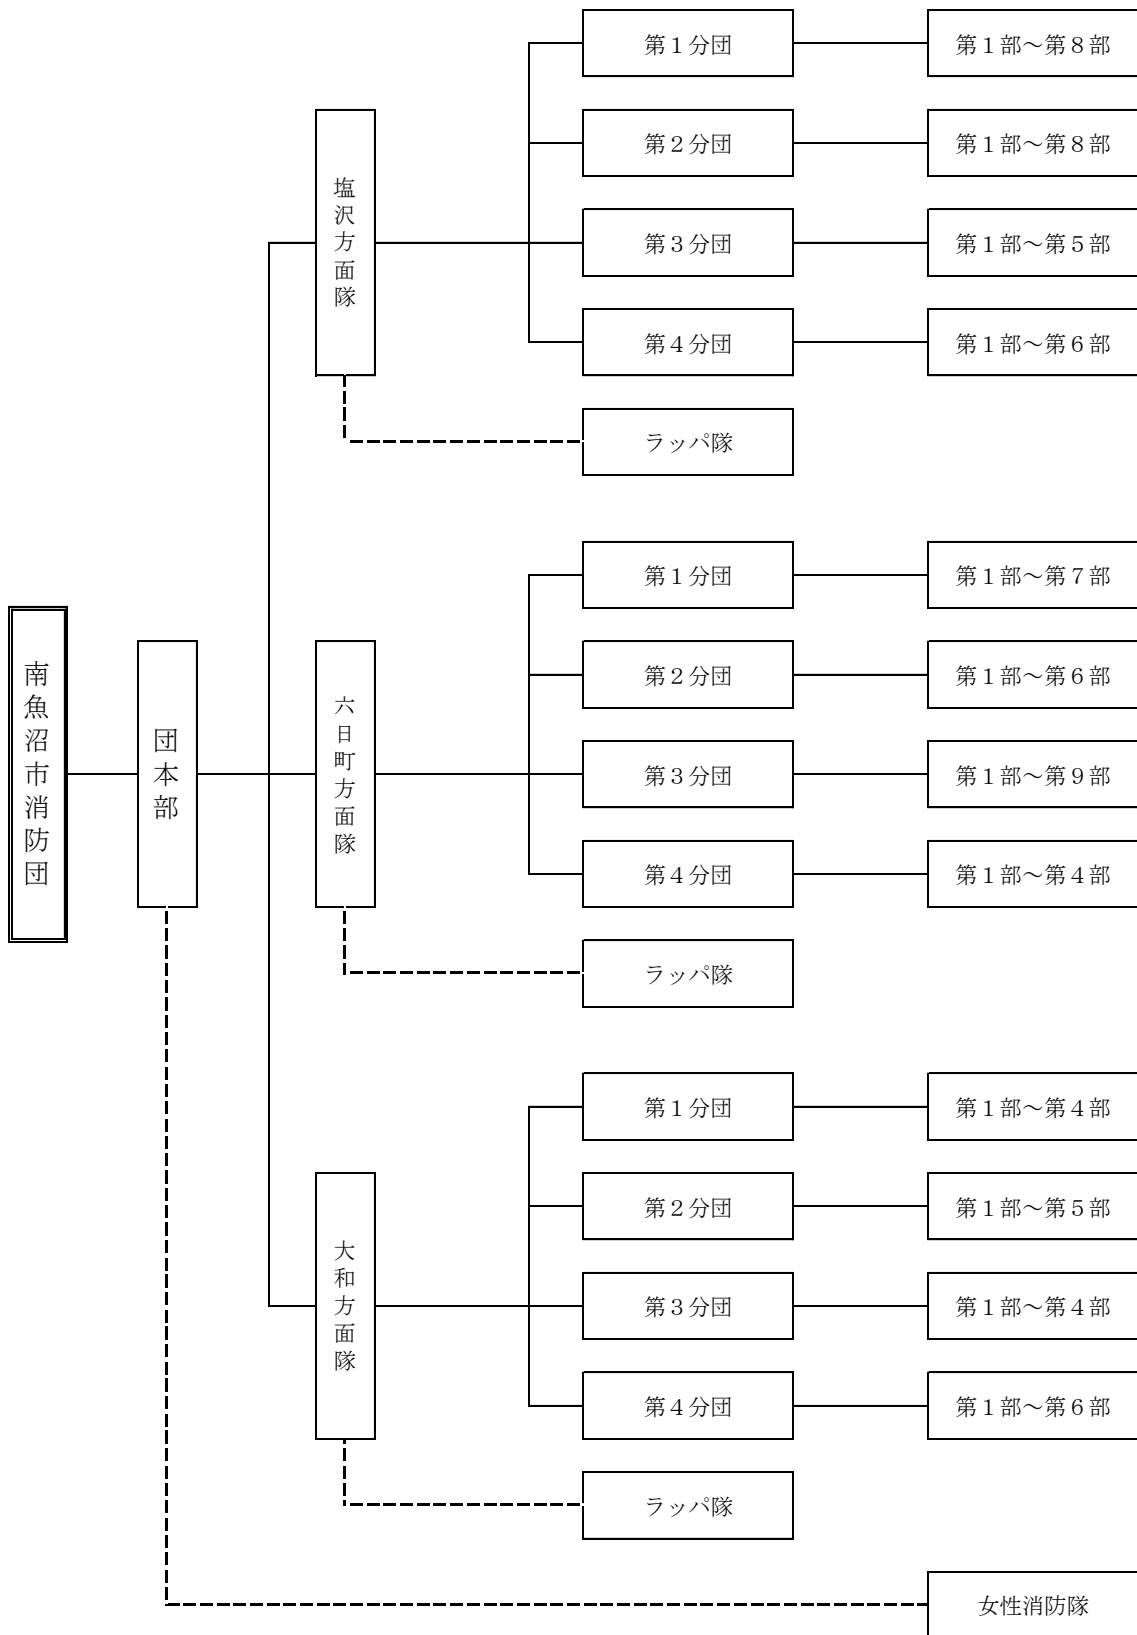 南魚沼市消防団
団本部
塩沢方面隊
第１分団
第１部～第８部
第２分団
第１部～第８部
第３分団
第１部～第５部
第４分団
第１部～第６部
ラッパ隊
六日町方面隊
第１分団
第１部～第７部
第２分団
第１部～第６部
第３分団
第１部～第９部
第４分団
第１部～第４部
ラッパ隊
大和方面隊
第１分団
第１部～第４部
第２分団
第１部～第５部
第３分団
第１部～第４部
第４分団
第１部～第６部
ラッパ隊
女性消防隊